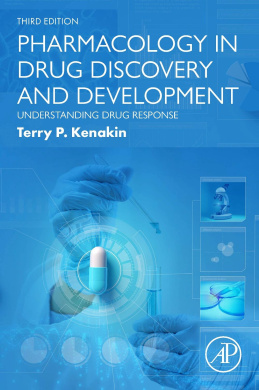 THIRD EDITION
PHARMACOLOGY IN
DRUG DISCOVERY
AND DEVELOPMENT
UNDERSTANDING DRUG RESPONSE
Terry P. Kenakin
AP